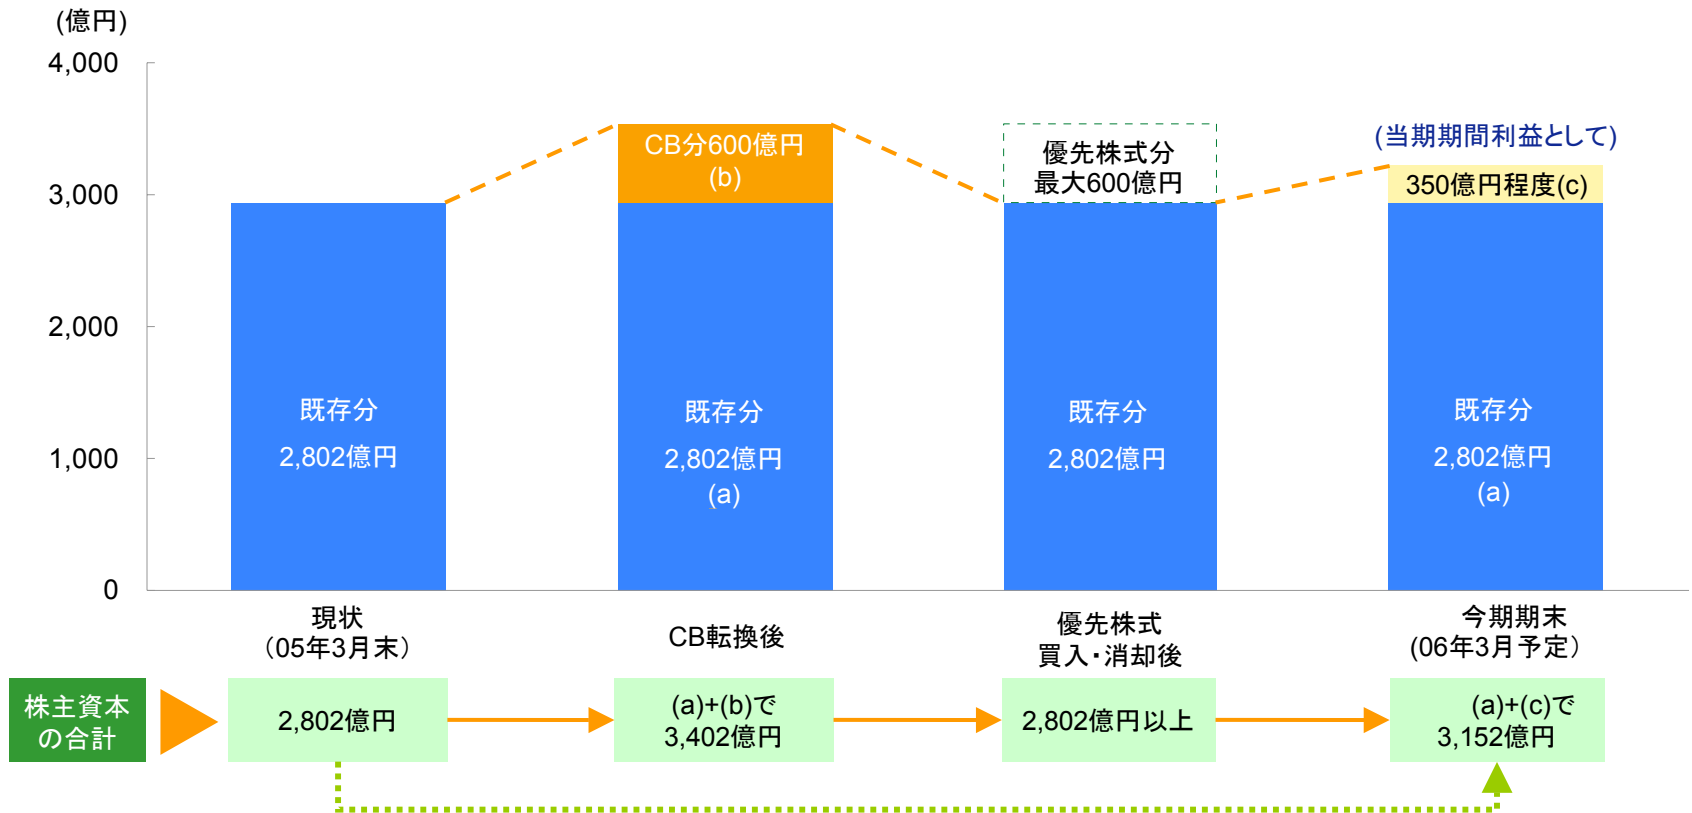 (億円)
4,000
3,000
2,000
1,000
0
既存分
2,802億円
CB分600億円
(b)
既存分
2,802億円
(a)
優先株式分
最大600億円
既存分
2,802億円
(当期期間利益として)
350億円程度(c)
既存分
2,802億円
(a)
現状
（05年3月末）
CB転換後
優先株式
買入・消却後
今期期末
(06年3月予定）
株主資本
の合計
2,802億円
(a)+(b)で
3,402億円
2,802億円以上
(a)+(c)で
3,152億円